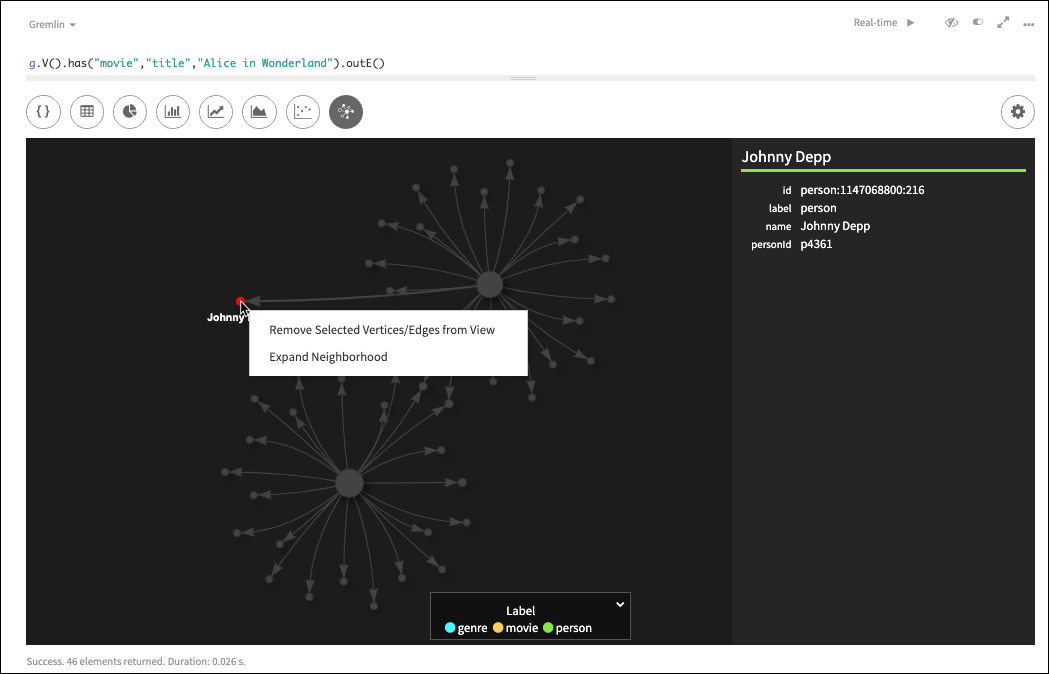 Gremlin
Real-time
g.V().has("movie","title","Alice in Wonderland").outE()
{ }
Johnny Depp
id person:1147068800:216
label person
name Johnny Depp
personId p4361
Johnny
Remove Selected Vertices/Edges from View
Expand Neighborhood
Label
genre movie person
Success. 46 elements returned. Duration: 0.026 s.